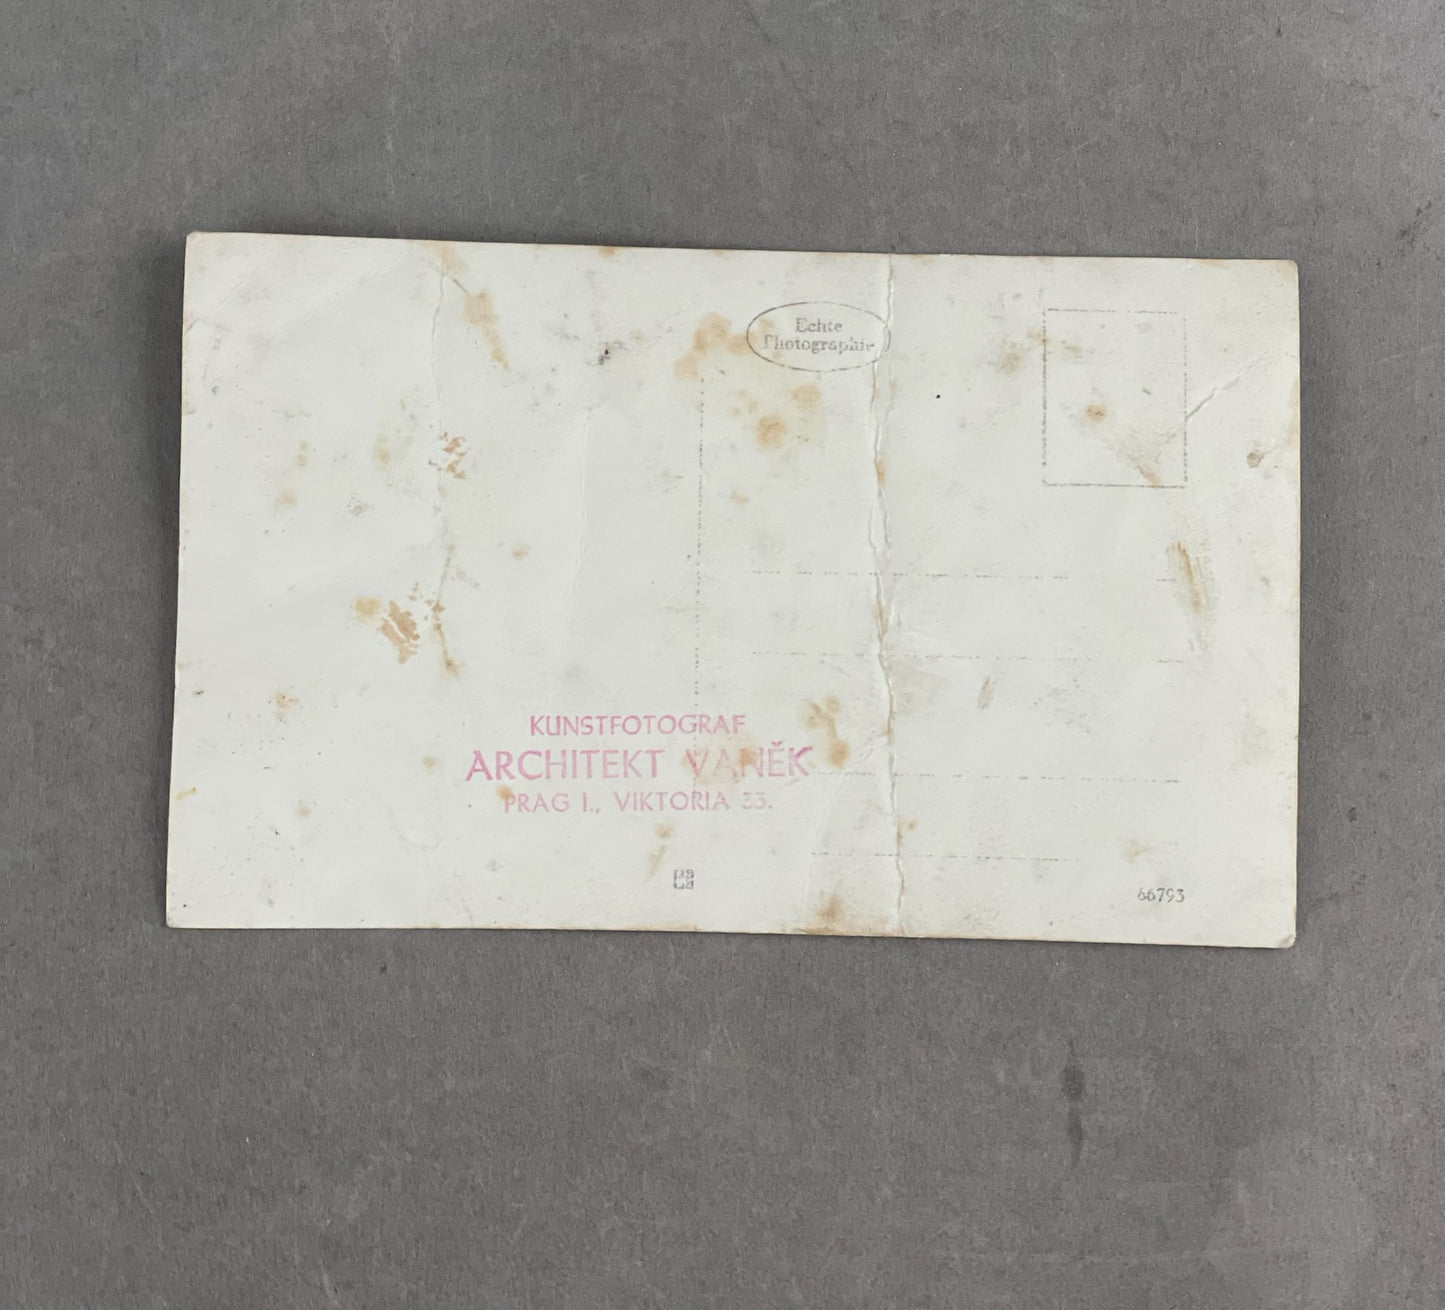 Echte
Photographie
KUNSTFOTOGRAF
ARCHITEKT VANĚK
PRAG I., VIKTORIA 33.
66793